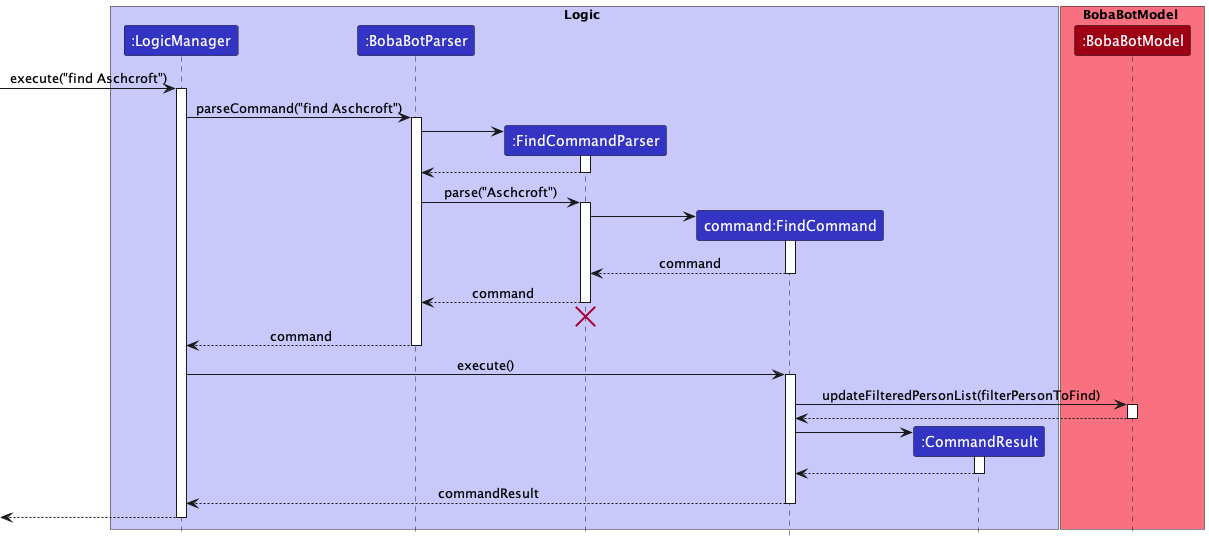 Logic
BobaBotModel
:LogicManager
:BobaBotParser
:BobaBotModel
execute("find Aschcroft")
parseCommand("find Aschcroft")
:FindCommandParser
parse("Aschcroft")
command:FindCommand
command
command
command
execute()
updateFilteredPersonList(filterPersonToFind)
:CommandResult
commandResult